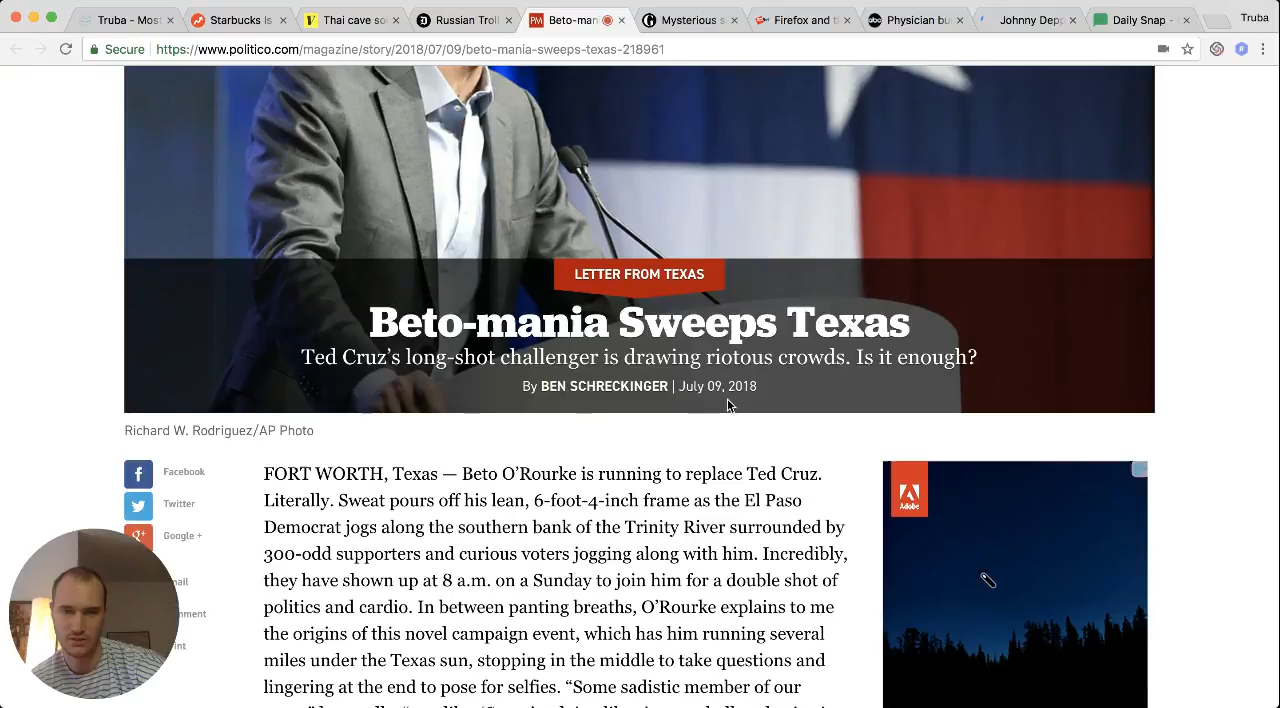 Truba - Most
Starbucks Is
Thai cave so
Russian Troll
PM
Beto-man
Mysterious s
Firefox and t
abc
Physician bu
Johnny Depp
Daily Snap -
Truba
Secure
https://www.politico.com/magazine/story/2018/07/09/beto-mania-sweeps-texas-218961
LETTER FROM TEXAS
Beto-mania Sweeps Texas
Ted Cruz's long-shot challenger is drawing riotous crowds. Is it enough?
By BEN SCHRECKINGER | July 09, 2018
Richard W. Rodriguez/AP Photo
Facebook
Twitter
Google +
mail
mment
rint
FORT WORTH, Texas — Beto O'Rourke is running to replace Ted Cruz.
Literally. Sweat pours off his lean, 6-foot-4-inch frame as the El Paso
Democrat jogs along the southern bank of the Trinity River surrounded by
300-odd supporters and curious voters jogging along with him. Incredibly,
they have shown up at 8 a.m. on a Sunday to join him for a double shot of
politics and cardio. In between panting breaths, O'Rourke explains to me
the origins of this novel campaign event, which has him running several
miles under the Texas sun, stopping in the middle to take questions and
lingering at the end to pose for selfies. "Some sadistic member of our
Adobe